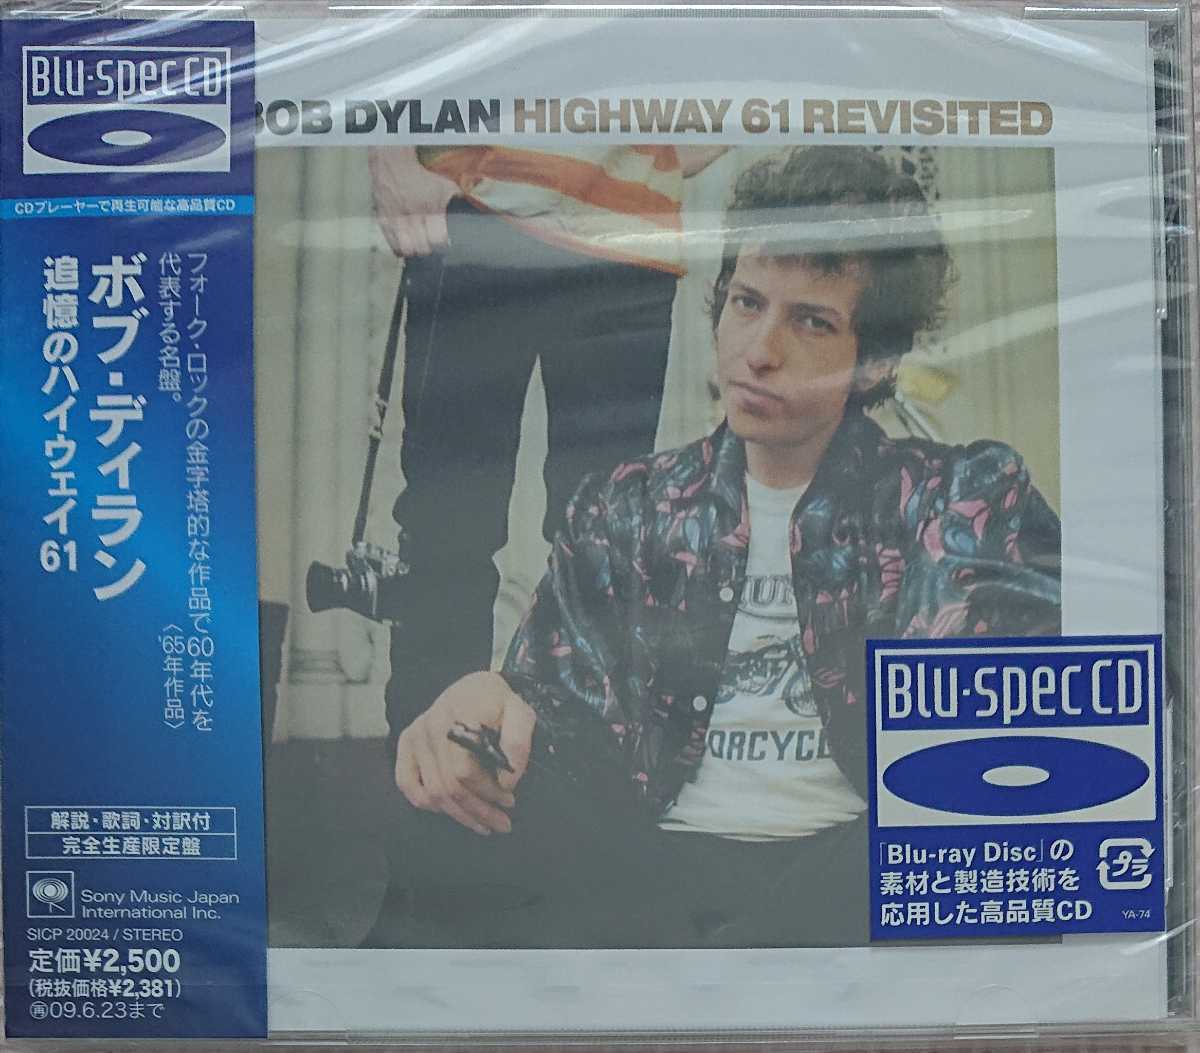 Blu-spec CD
CDプレーヤーで再生可能な高品質CD
フォーク・ロックの金字塔的な作品で60年代を
代表する名盤。
〈'65年作品〉
ボブ・ディラン
追憶のハイウェイ61
解説・歌詞・対訳付
完全生産限定盤
Sony Music Japan
International Inc.
SICP 20024 / STEREO
定価¥2,500
(税抜価格¥2,381)
再09.6.23まで
BOB DYLAN HIGHWAY 61 REVISITED
ORCYC
Blu-spec CD
「Blu-ray Disc」の
素材と製造技術を
応用した高品質CD
プラ
YA-74